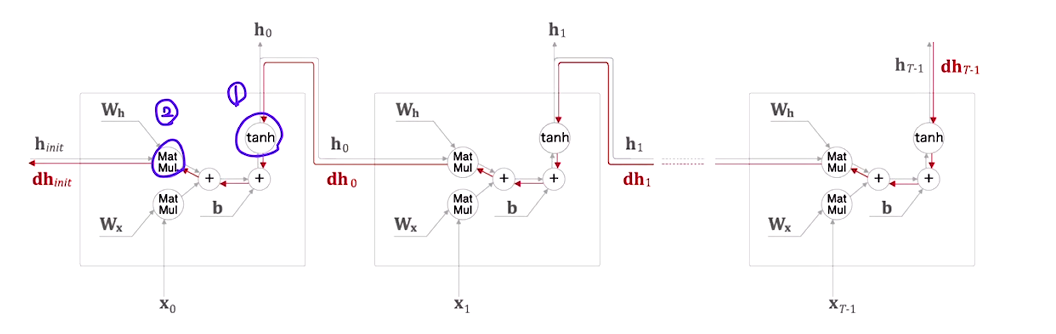 h0 h1 hT-1 dhT-1
① ②
Wh tanh Wh tanh Wh tanh
hinit Mat Mul h0 Mat Mul h1 Mat Mul
dhinit + + dh0 + + dh1 + +
Mat Mul b Mat Mul b Mat Mul b
Wx Wx Wx
x0 x1 xT-1